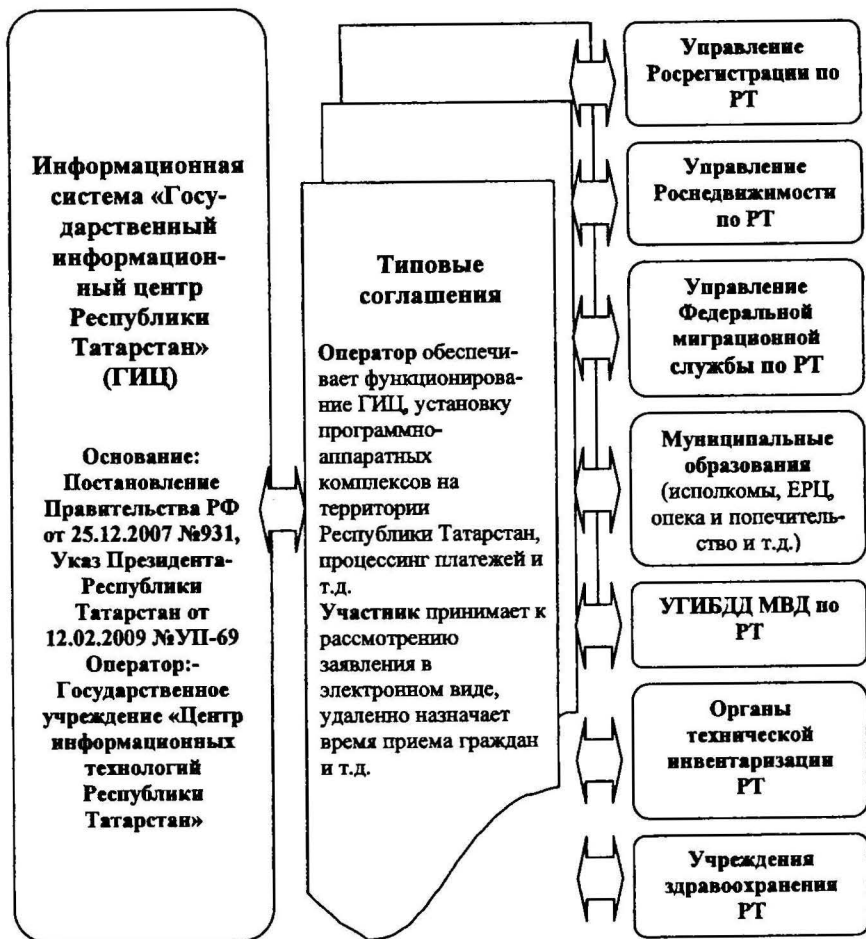 Информационная
система «Госу-
дарственный
информацион-
ный центр
Республики
Татарстан»
(ГИЦ)
Основание:
Постановление
Правительства РФ
от 25.12.2007 №931,
Указ Президента-
Республики
Татарстан от
12.02.2009 №УП-69
Оператор:-
Государственное
учреждение «Центр
информационных
технологий
Республики
Татарстан»
Типовые
соглашения
Оператор обеспечи-
вает функционирова-
ние ГИЦ, установку
программно-
аппаратных
комплексов на
территории
Республики Татарстан,
процессинг платежей и
т.д.
Участник принимает к
рассмотрению
заявления в
электронном виде,
удаленно назначает
время приема граждан
и т.д.
Управление
Росрегистрации по
РТ
Управление
Роснедвижимости
по РТ
Управление
Федеральной
миграционной
службы по РТ
Муниципальные
образования
(исполкомы, ЕРЦ,
опека и попечитель-
ство и т.д.)
УГИБДД МВД по
РТ
Органы
технической
инвентаризации
РТ
Учреждения
здравоохранения
РТ